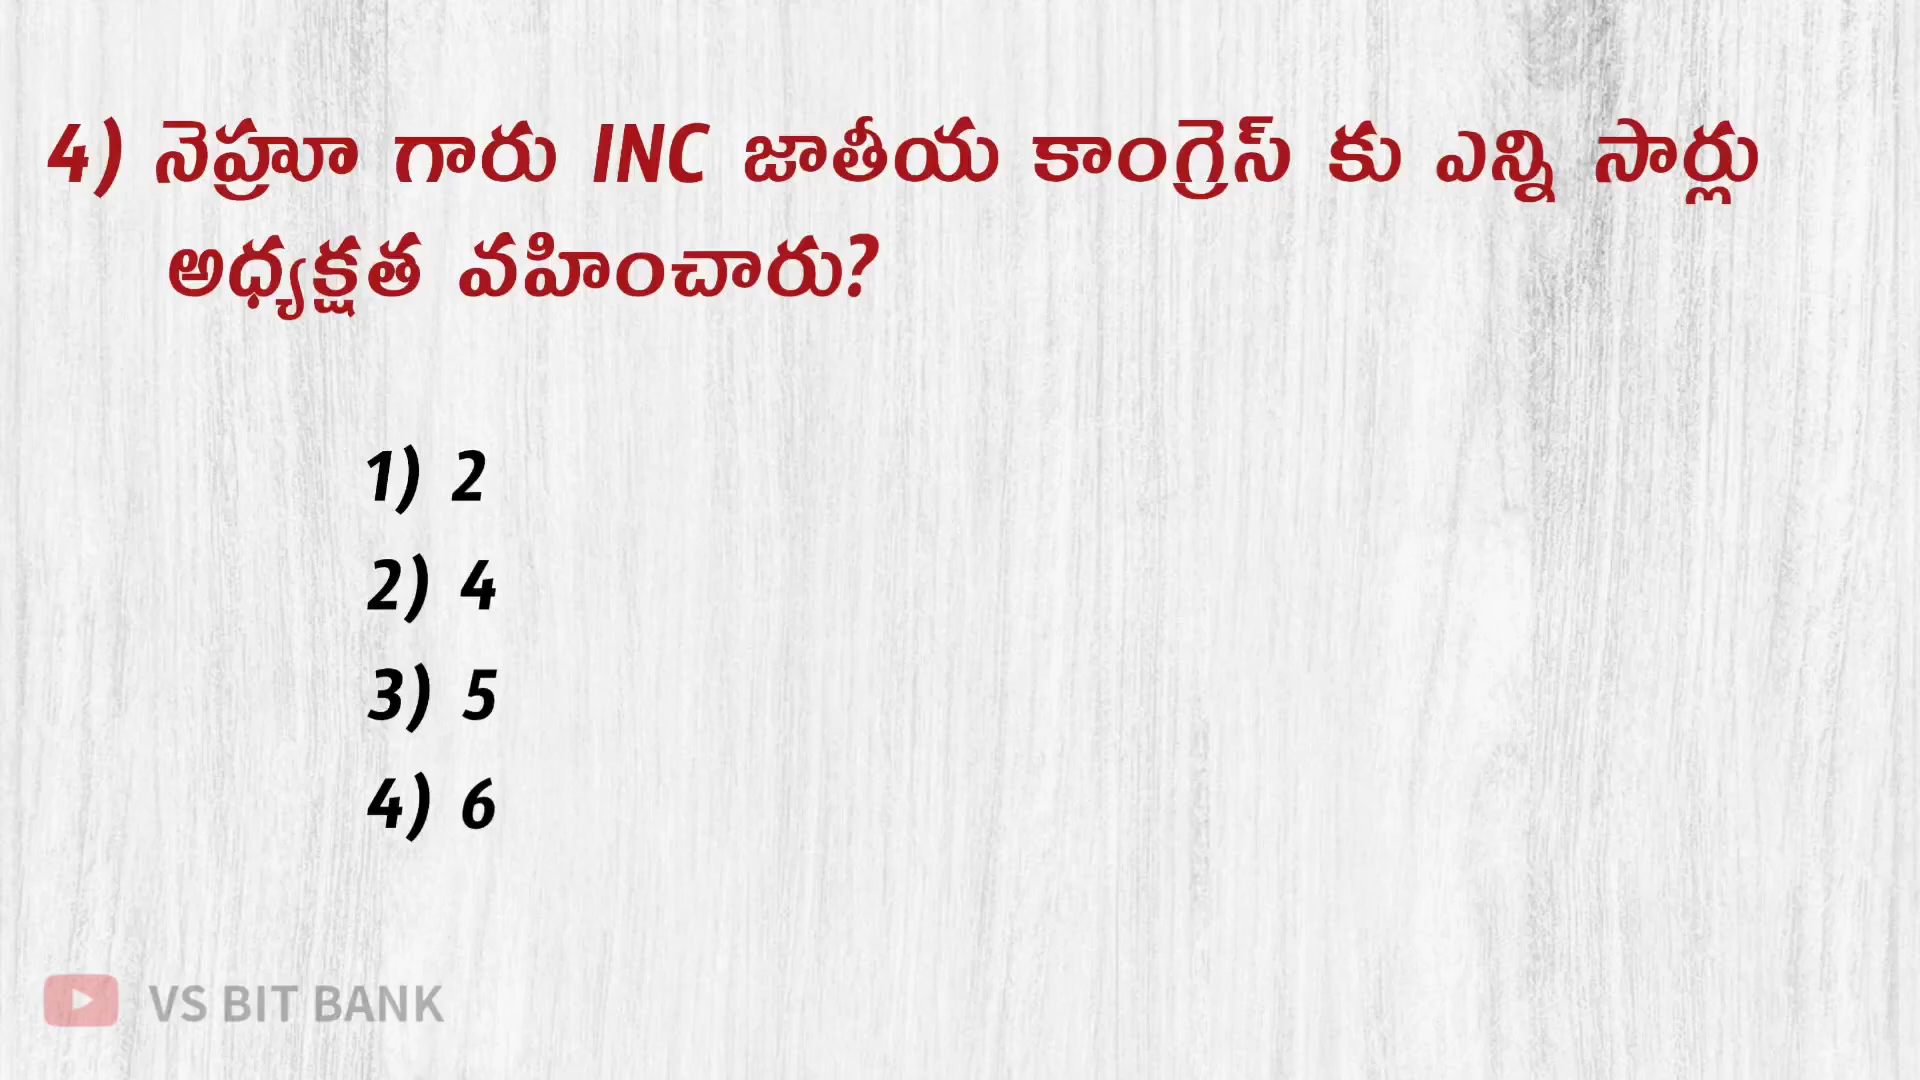 4) నెహ్రూ గారు INC జాతీయ కాంగ్రెస్ కు ఎన్ని సార్లు
అధ్యక్షత వహించారు?
1) 2
2) 4
3) 5
4) 6
VS BIT BANK